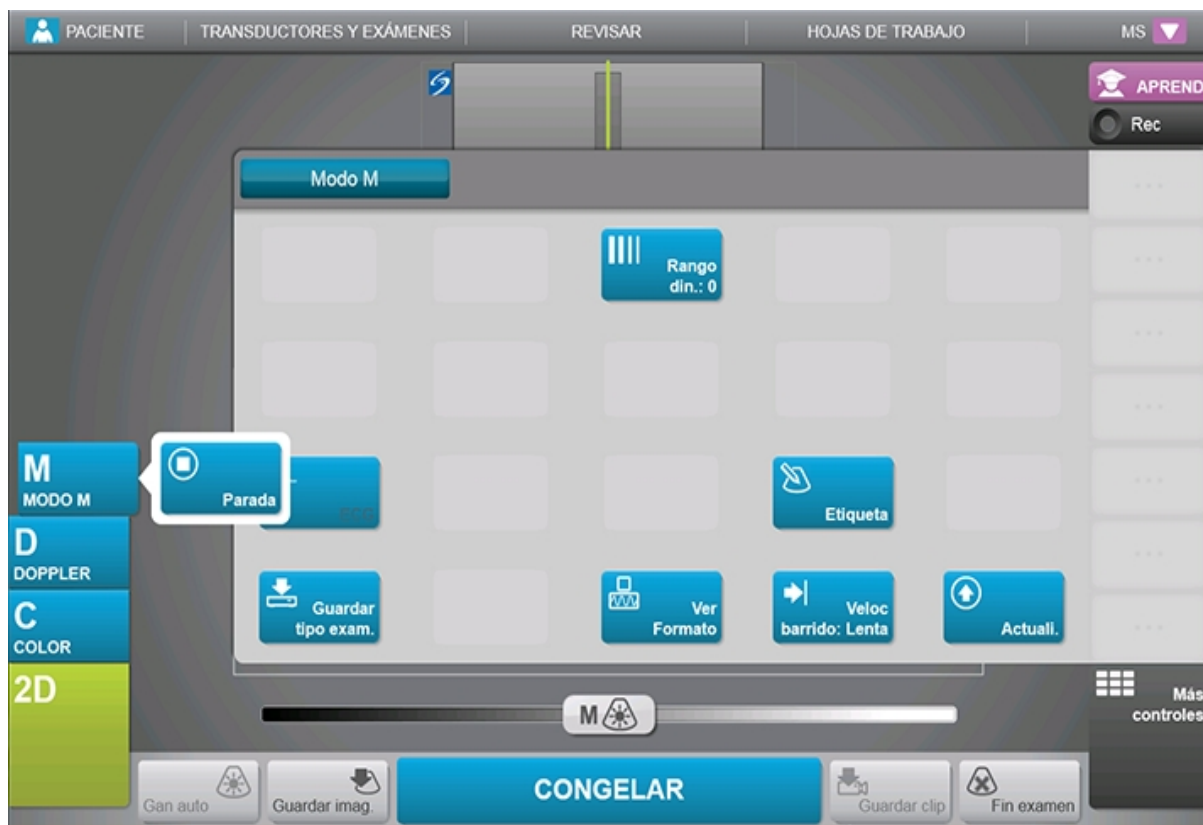 PACIENTE
TRANSDUCTORES Y EXÁMENES
REVISAR
HOJAS DE TRABAJO
MS
APREND
Rec
Modo M
Rango
din.: 0
M
MODO M
Parada
ECG
Etiqueta
D
DOPPLER
C
COLOR
2D
Guardar
tipo exam.
Ver
Formato
Veloc
barrido: Lenta
Actuali.
M
Más
controles
Gan auto
Guardar imag.
CONGELAR
Guardar clip
Fin examen